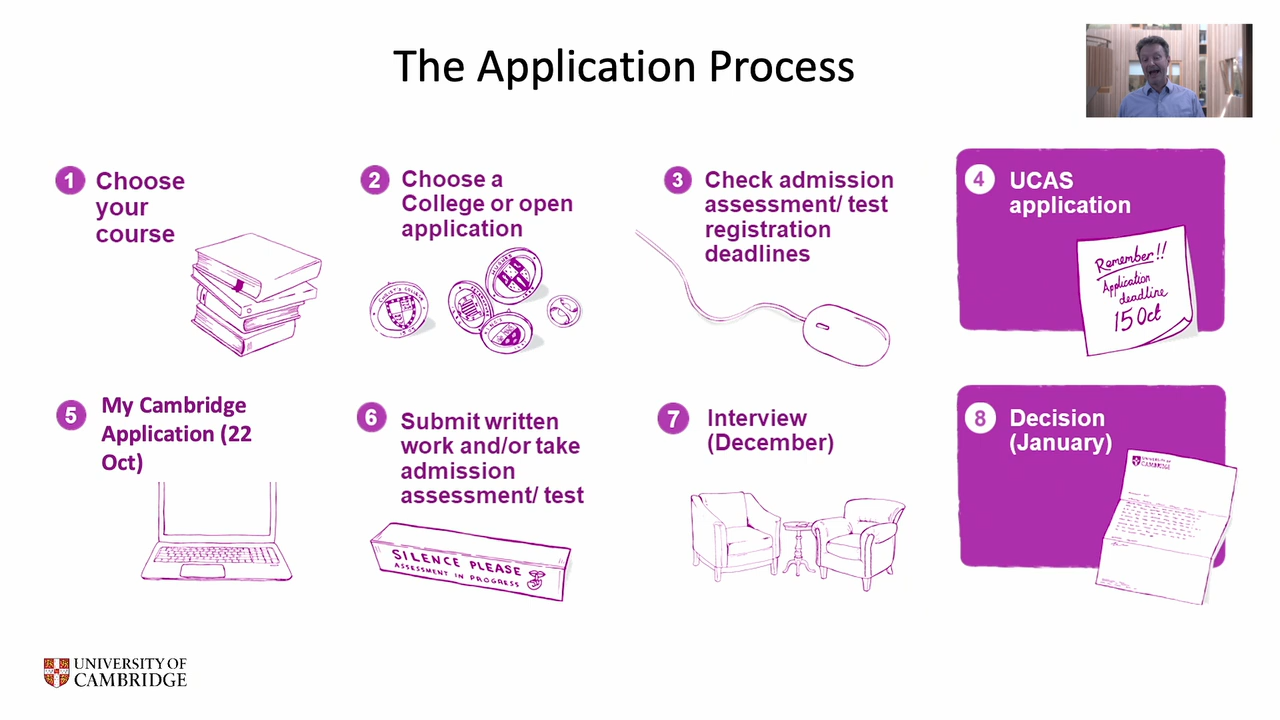 The Application Process
1
Choose
your
course
2
Choose a
College or open
application
3
Check admission
assessment/ test
registration
deadlines
4
UCAS
application
Remember!!
Application
deadline
15 Oct
5
My Cambridge
Application (22
Oct)
6
Submit written
work and/or take
admission
assessment/ test
SILENCE PLEASE
ASSESSMENT IN PROGRESS
7
Interview
(December)
8
Decision
(January)
UNIVERSITY OF
CAMBRIDGE
UNIVERSITY OF
CAMBRIDGE